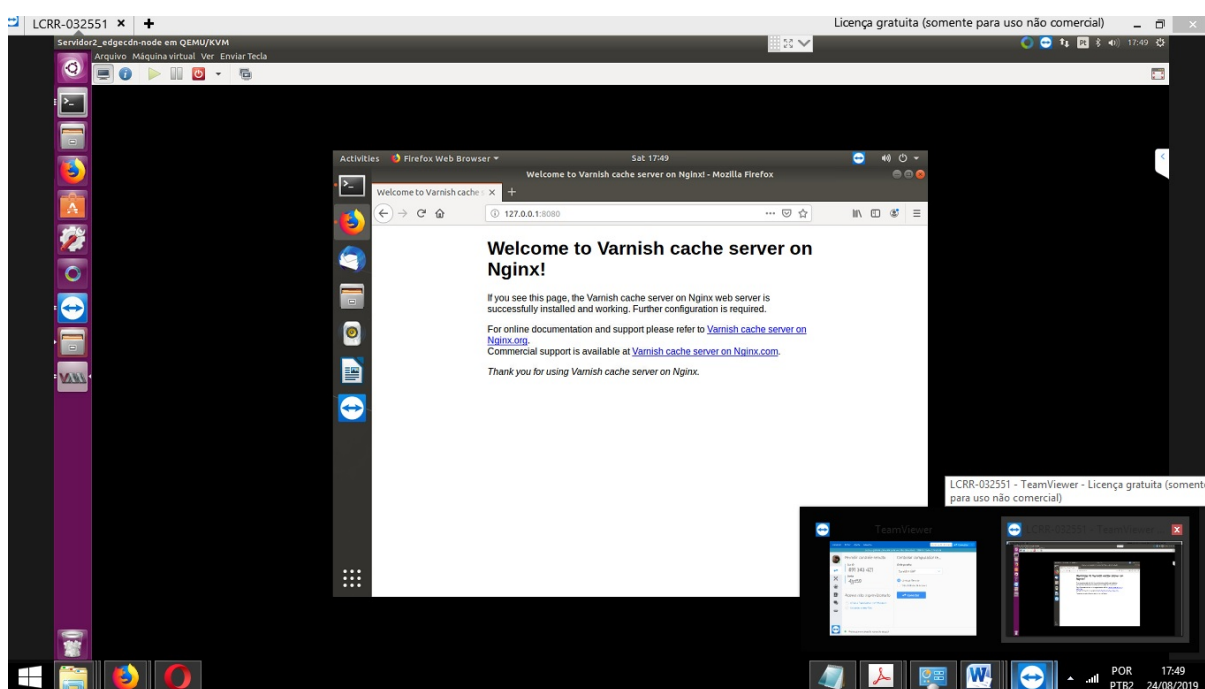 LCRR-032551
Licença gratuita (somente para uso não comercial)
Servidor2_edgecdn-node em QEMU/KVM
Pt
17:49
Arquivo Máquina virtual Ver Enviar Tecla
Activities Firefox Web Browser
Sat 17:49
Welcome to Varnish cache server on Nginx! - Mozilla Firefox
Welcome to Varnish cache
127.0.0.1:8080
Welcome to Varnish cache server on
Nginx!
If you see this page, the Varnish cache server on Nginx web server is
successfully installed and working. Further configuration is required.
For online documentation and support please refer to Varnish cache server on
Nginx.org.
Commercial support is available at Varnish cache server on Nginx.com.
Thank you for using Varnish cache server on Nginx.
LCRR-032551 - TeamViewer - Licença gratuita (somente
para uso não comercial)
TeamViewer
LCRR-032551 - TeamViewer
POR
PTB2
17:49
24/08/2019